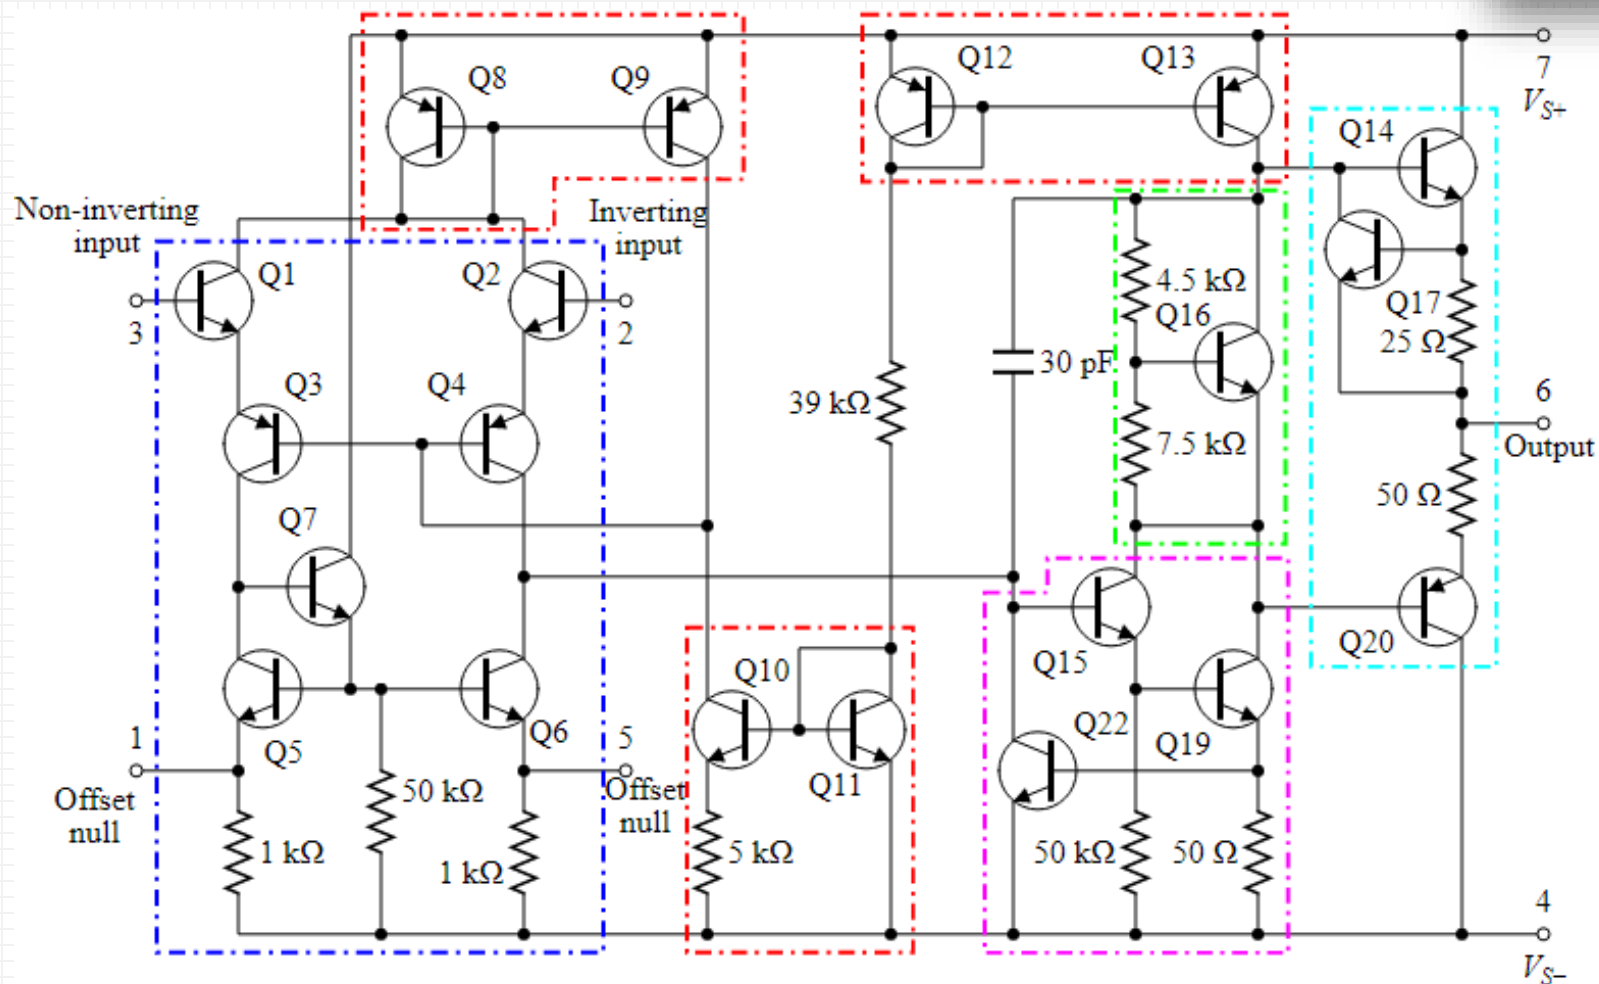 Q8
Q9
Q12
Q13
7
V_S+
Q14
Non-inverting
input
Inverting
input
Q1
Q2
3
2
4.5 kΩ
Q16
Q17
25 Ω
30 pF
Q3
Q4
39 kΩ
7.5 kΩ
6
Output
50 Ω
Q7
Q15
Q20
Q10
Q5
Q6
1
5
Offset
null
Offset
null
50 kΩ
Q11
Q22
Q19
1 kΩ
1 kΩ
5 kΩ
50 kΩ
50 Ω
4
V_S–